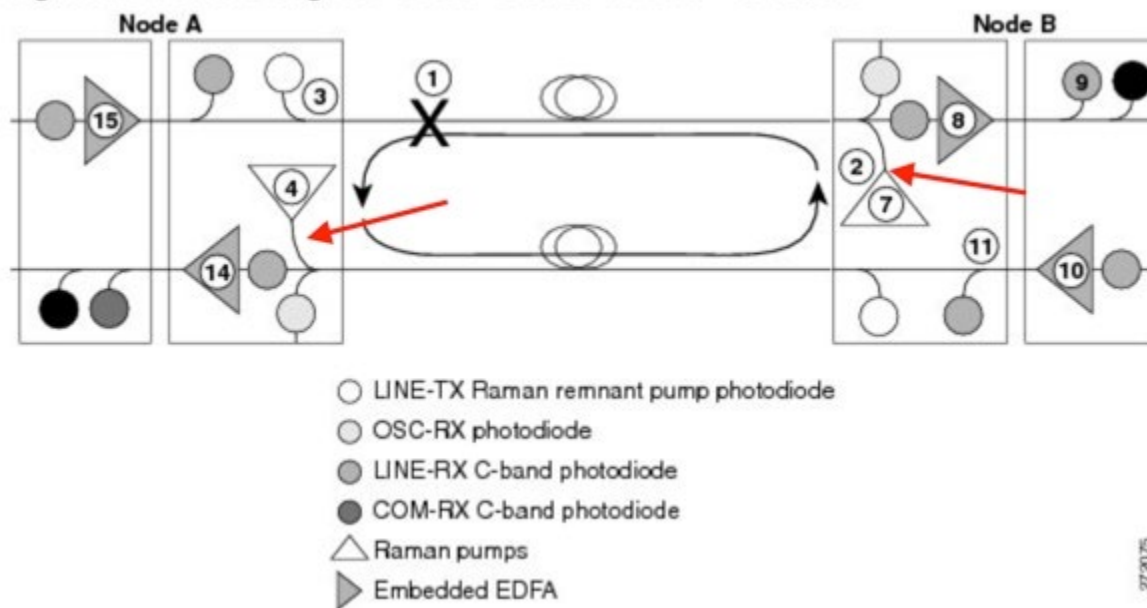 Node A
Node B
1
3
15
4
14
2
7
8
9
11
10
LINE-TX Raman remnant pump photodiode
OSC-RX photodiode
LINE-RX C-band photodiode
COM-RX C-band photodiode
Raman pumps
Embedded EDFA